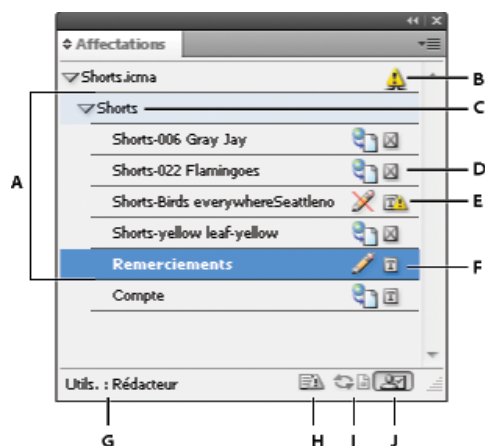 Affectations
Shorts.icma
B
Shorts
C
Shorts-006 Gray Jay
Shorts-022 Flamingoes
D
A
Shorts-Birds everywhereSeattleno
E
Shorts-yellow leaf-yellow
Remerciements
F
Compte
Utils. : Rédacteur
G
H
I
J